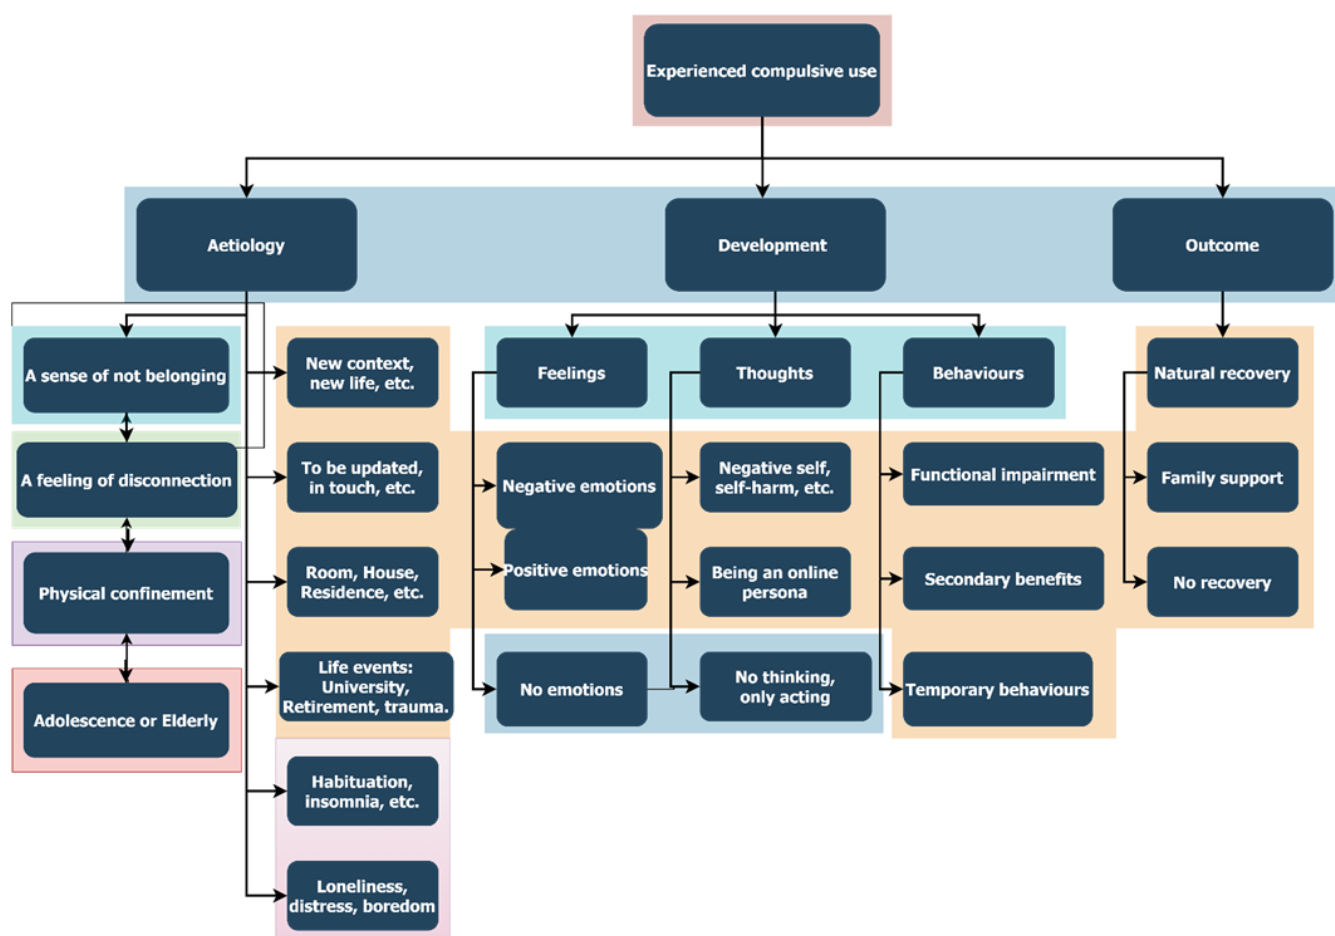 Experienced compulsive use
Aetiology
Development
Outcome
A sense of not belonging
New context,
new life, etc.
Feelings
Thoughts
Behaviours
Natural recovery
A feeling of disconnection
To be updated,
in touch, etc.
Negative emotions
Negative self,
self-harm, etc.
Functional impairment
Family support
Physical confinement
Room, House,
Residence, etc.
Positive emotions
Being an online
persona
Secondary benefits
No recovery
Adolescence or Elderly
Life events:
University,
Retirement, trauma.
No emotions
No thinking,
only acting
Temporary behaviours
Habituation,
insomnia, etc.
Loneliness,
distress, boredom